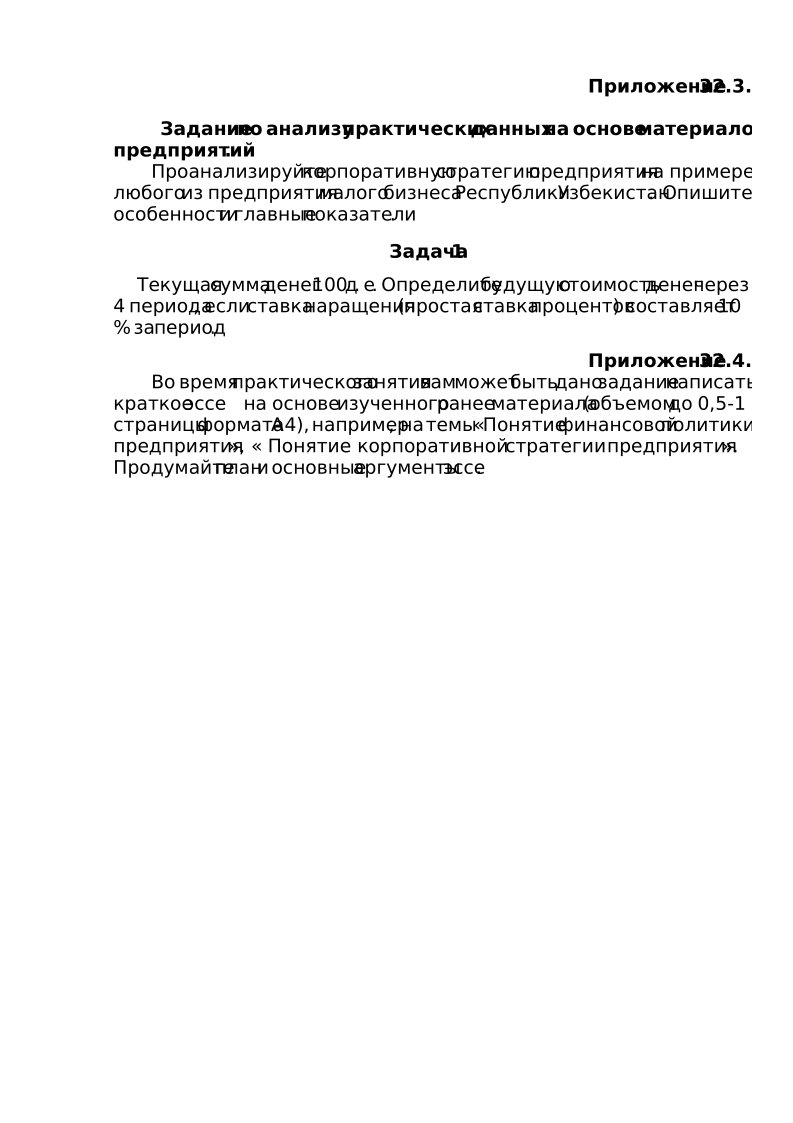 Приложение 32.3.
Задание по анализу практических данных на основе материало
предприятий.
Проанализируйте корпоративную стратегию предприятия на примере
любого из предприятия малого бизнеса Республики Узбекистан. Опишите
особенности и главные показатели.
Задача 1.
Текущая сумма денег 100 д. е. Определите будущую стоимость денег через
4 периода, если ставка наращения (простая ставка процентов) составляет 10
% за период.
Приложение 32.4.
Во время практического занятия вам может быть дано задание написать
краткое эссе на основе изученного ранее материала (объемом до 0,5-1
страницы формата А4), например, на темы «Понятие финансовой политики
предприятия», « Понятие корпоративной стратегии предприятия».
Продумайте план и основные аргументы эссе.